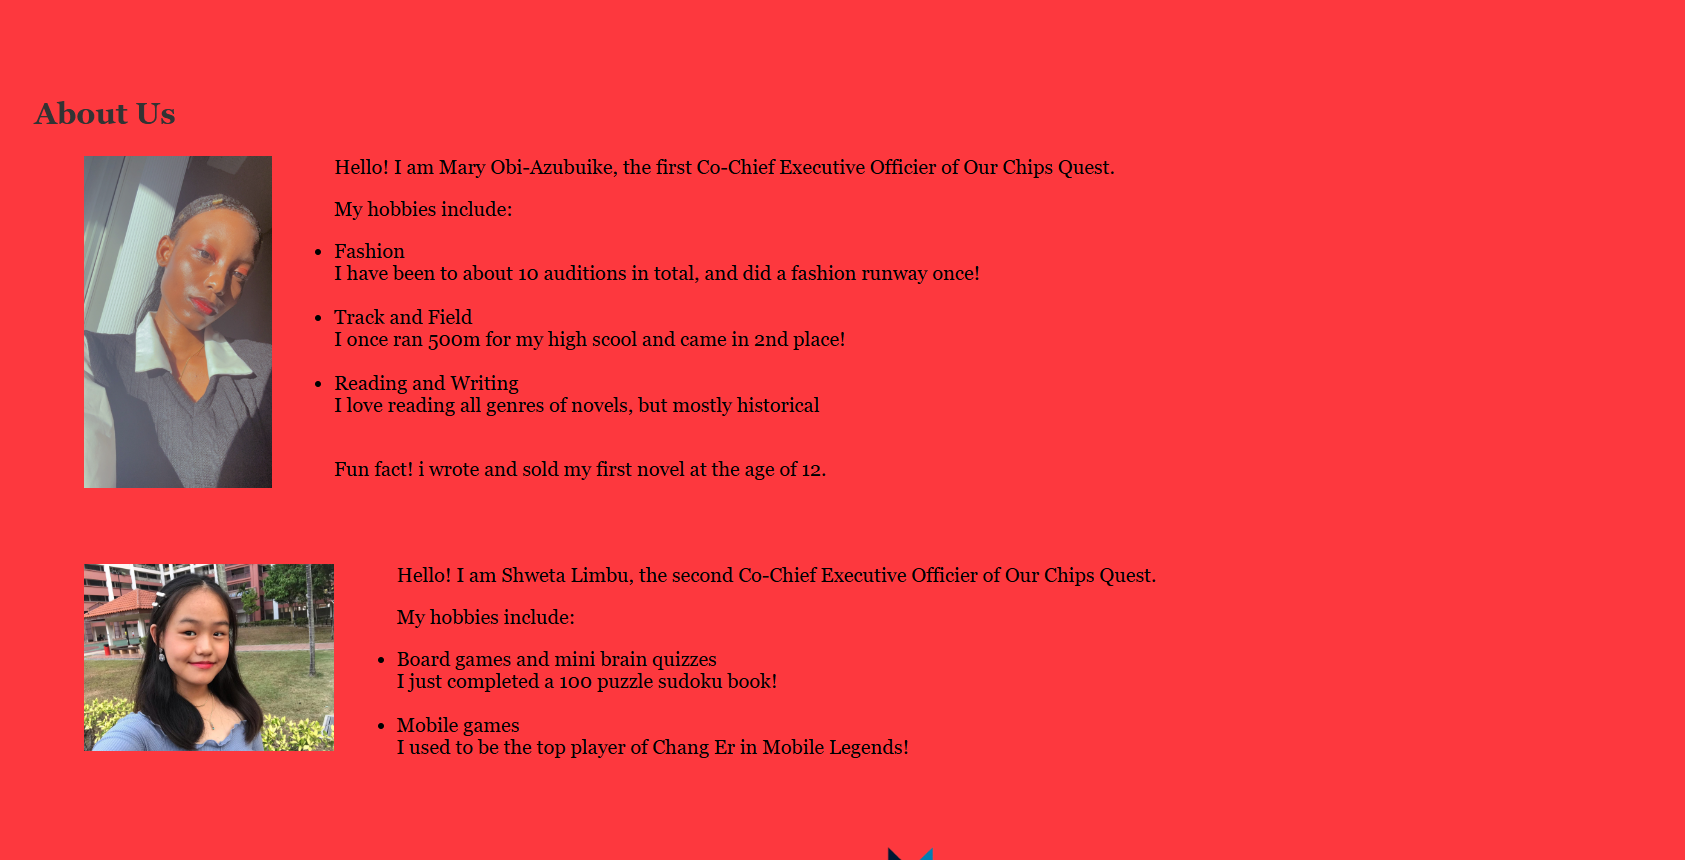 About Us
Hello! I am Mary Obi-Azubuike, the first Co-Chief Executive Officier of Our Chips Quest.
My hobbies include:
Fashion
I have been to about 10 auditions in total, and did a fashion runway once!
Track and Field
I once ran 500m for my high scool and came in 2nd place!
Reading and Writing
I love reading all genres of novels, but mostly historical
Fun fact! i wrote and sold my first novel at the age of 12.
Hello! I am Shweta Limbu, the second Co-Chief Executive Officier of Our Chips Quest.
My hobbies include:
Board games and mini brain quizzes
I just completed a 100 puzzle sudoku book!
Mobile games
I used to be the top player of Chang Er in Mobile Legends!